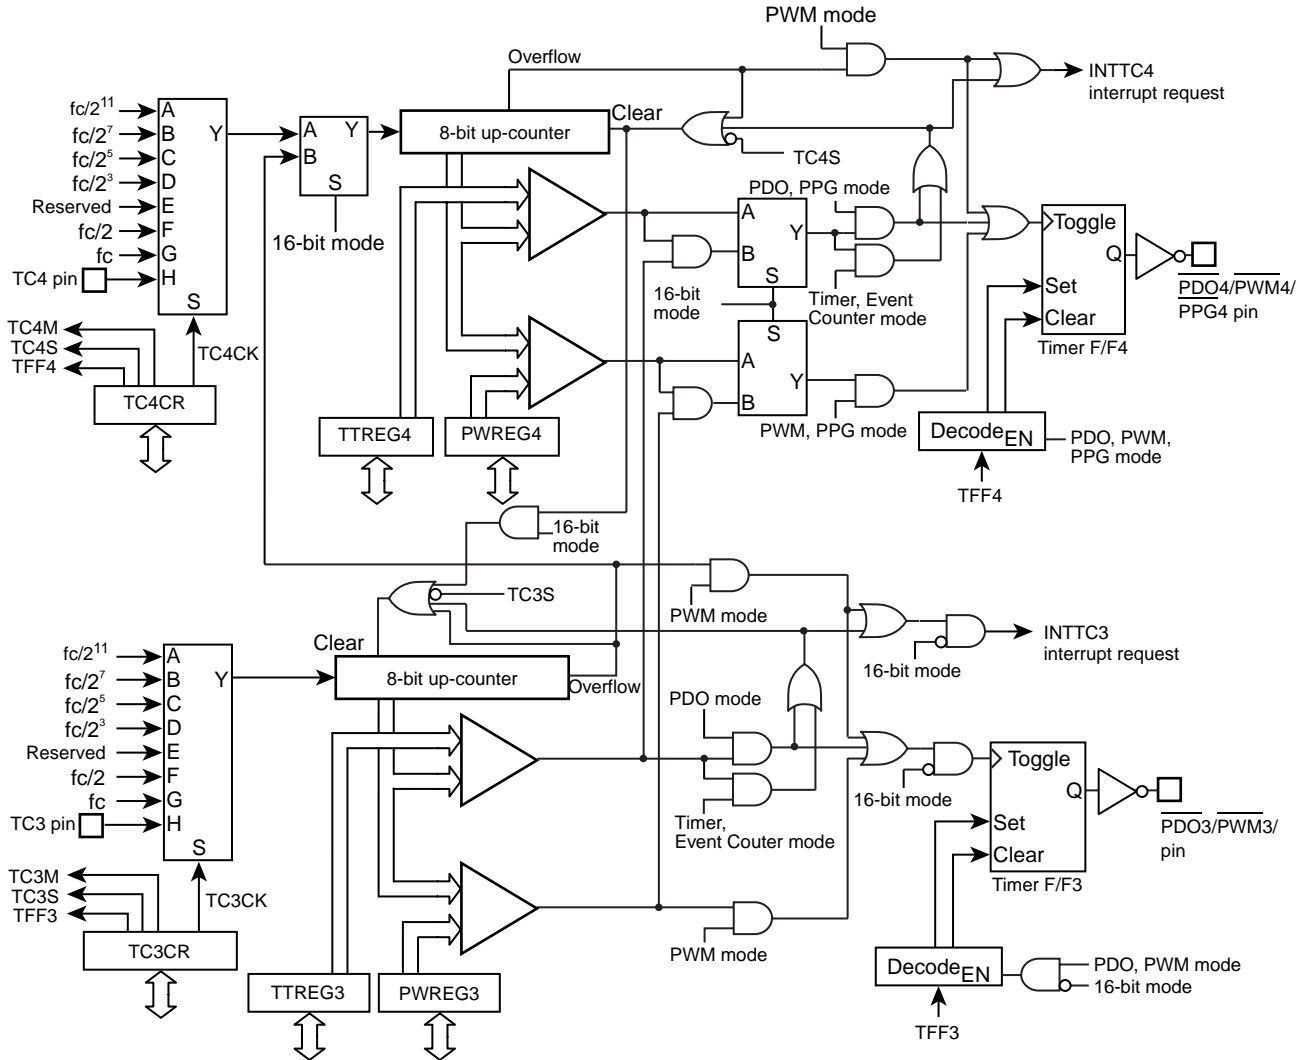 PWM mode
Overflow
INTTC4
interrupt request
fc/2¹¹
fc/2⁷
fc/2⁵
fc/2³
Reserved
fc/2
fc
TC4 pin
A
B
C
D
E
F
G
H
Y
S
A
B
Y
S
16-bit mode
8-bit up-counter
Clear
TC4S
PDO, PPG mode
A
B
Y
S
16-bit
mode
Timer, Event
Counter mode
S
A
B
Y
PWM, PPG mode
Toggle
Q
Set
Clear
Timer F/F4
PDO4/PWM4/
PPG4 pin
TC4M
TC4S
TFF4
TC4CK
TC4CR
TTREG4
PWREG4
Decode EN
PDO, PWM,
PPG mode
TFF4
16-bit
mode
TC3S
PWM mode
16-bit mode
INTTC3
interrupt request
Clear
8-bit up-counter
Overflow
fc/2¹¹
fc/2⁷
fc/2⁵
fc/2³
Reserved
fc/2
fc
TC3 pin
A
B
C
D
E
F
G
H
Y
S
PDO mode
Timer,
Event Couter mode
16-bit mode
Toggle
Q
Set
Clear
Timer F/F3
PDO3/PWM3/
pin
TC3M
TC3S
TFF3
TC3CK
TC3CR
TTREG3
PWREG3
PWM mode
Decode EN
PDO, PWM mode
16-bit mode
TFF3